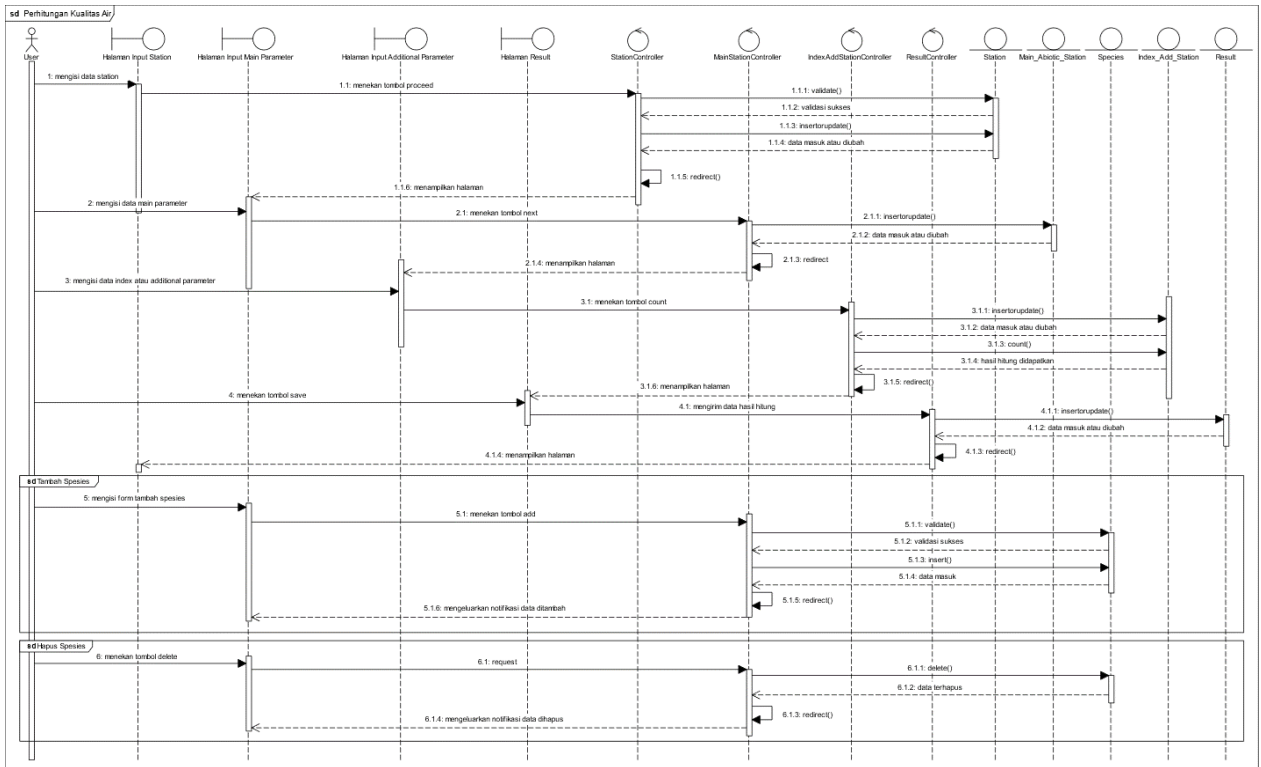 sd Perhitungan Kualitas Air
User
Halaman Input Station
Halaman Input Main Parameter
Halaman Input Additional Parameter
Halaman Result
StationController
MainStationController
IndexAddStationController
ResultController
Station
Main_Abiotic_Station
Species
Index_Add_Station
Result
1: mengisi data station
1.1: menekan tombol proceed
1.1.1: validate()
1.1.2: validasi sukses
1.1.3: insertorupdate()
1.1.4: data masuk atau diubah
1.1.5: redirect()
1.1.6: menampilkan halaman
2: mengisi data main parameter
2.1: menekan tombol next
2.1.1: insertorupdate()
2.1.2: data masuk atau diubah
2.1.3: redirect
2.1.4: menampilkan halaman
3: mengisi data index atau additional parameter
3.1: menekan tombol count
3.1.1: insertorupdate()
3.1.2: data masuk atau diubah
3.1.3: count()
3.1.4: hasil hitung didapatkan
3.1.5: redirect()
3.1.6: menampilkan halaman
4: menekan tombol save
4.1: mengirim data hasil hitung
4.1.1: insertorupdate()
4.1.2: data masuk atau diubah
4.1.3: redirect()
4.1.4: menampilkan halaman
sd Tambah Spesies
5: mengisi form tambah spesies
5.1: menekan tombol add
5.1.1: validate()
5.1.2: validasi sukses
5.1.3: insert()
5.1.4: data masuk
5.1.5: redirect()
5.1.6: mengeluarkan notifikasi data ditambah
sd Hapus Spesies
6: menekan tombol delete
6.1: request
6.1.1: delete()
6.1.2: data terhapus
6.1.3: redirect()
6.1.4: mengeluarkan notifikasi data dihapus